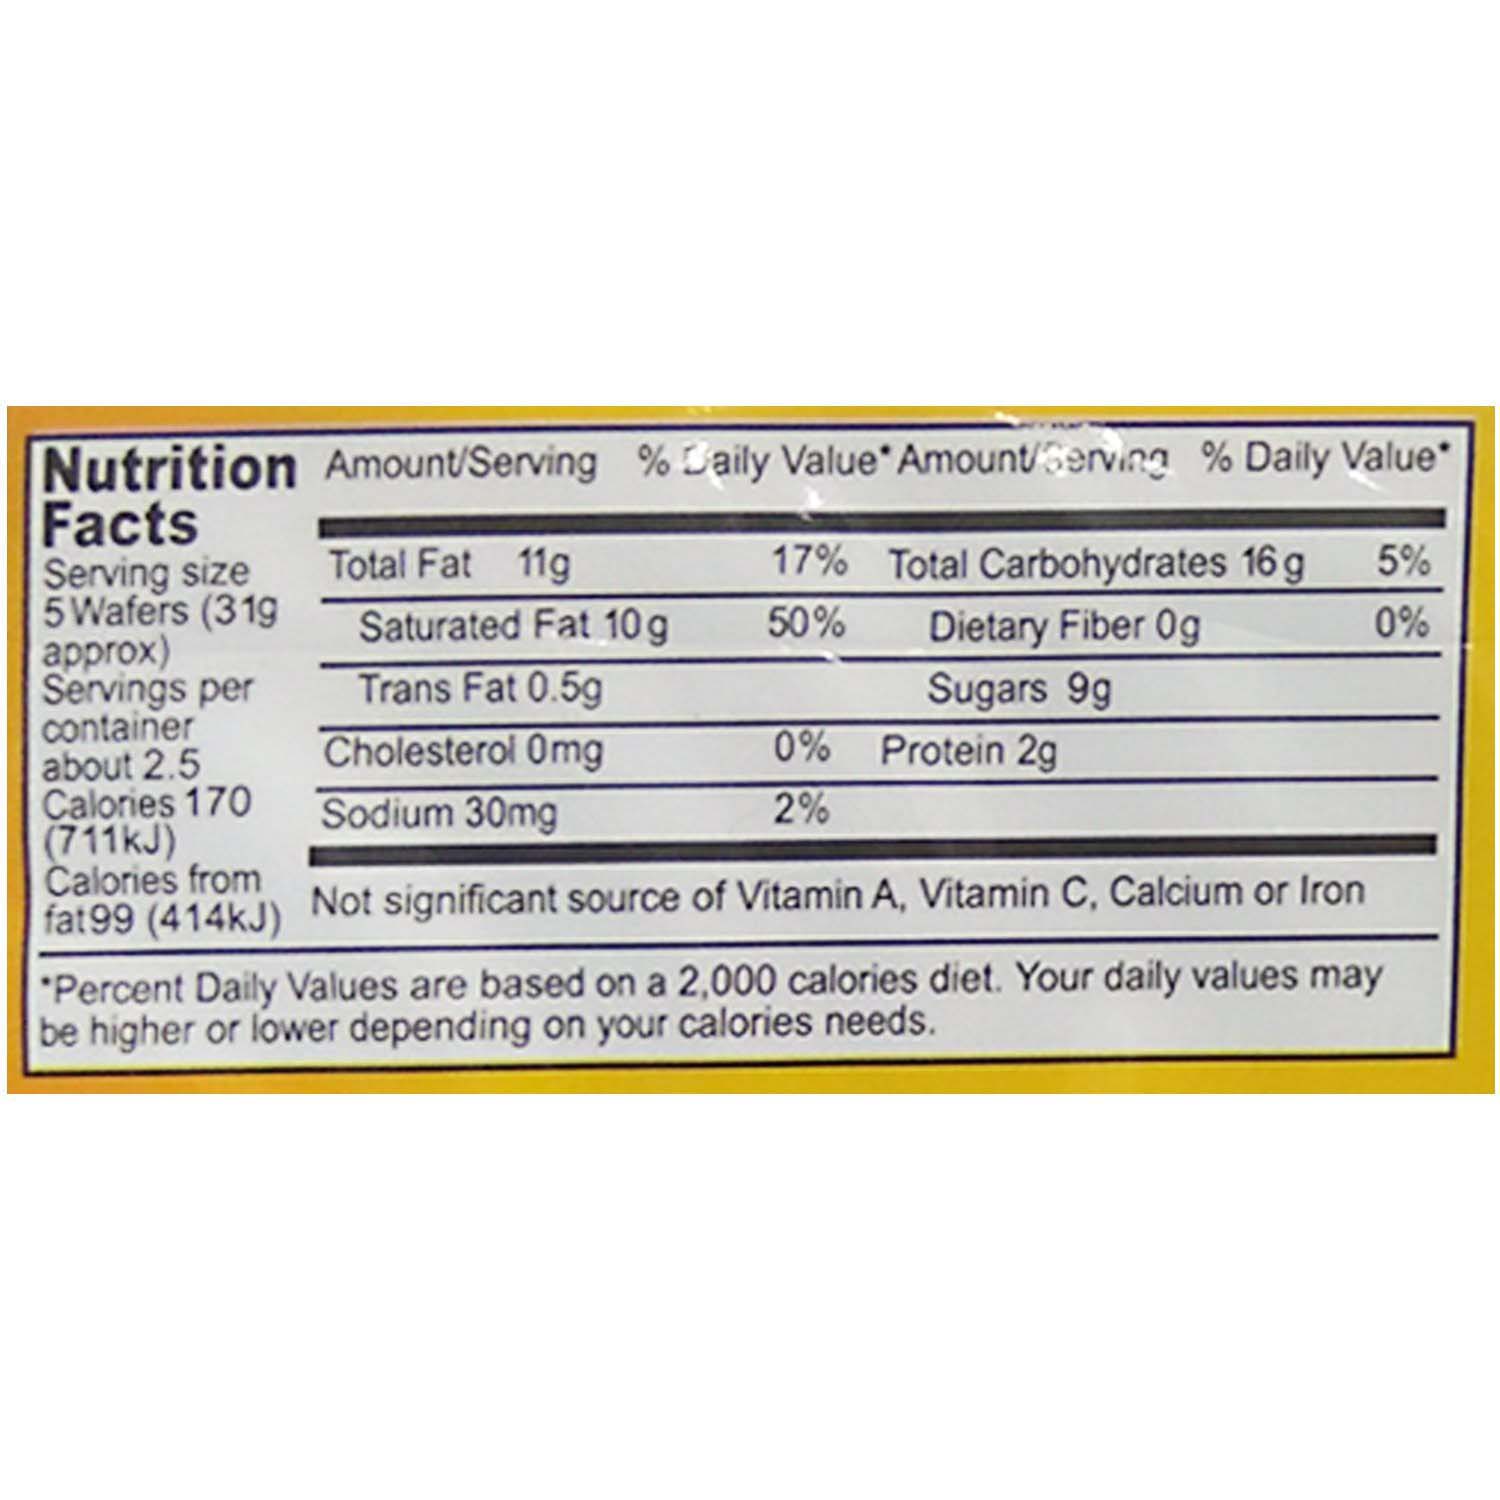 Nutrition
Facts
Serving size
5 Wafers (31g
approx)
Servings per
container
about 2.5
Calories 170
(711kJ)
Calories from
fat 99 (414kJ)
Amount/Serving % Daily Value* Amount/Serving % Daily Value*
Total Fat 11g 17% Total Carbohydrates 16g 5%
Saturated Fat 10g 50% Dietary Fiber 0g 0%
Trans Fat 0.5g Sugars 9g
Cholesterol 0mg 0% Protein 2g
Sodium 30mg 2%
Not significant source of Vitamin A, Vitamin C, Calcium or Iron
*Percent Daily Values are based on a 2,000 calories diet. Your daily values may
be higher or lower depending on your calories needs.